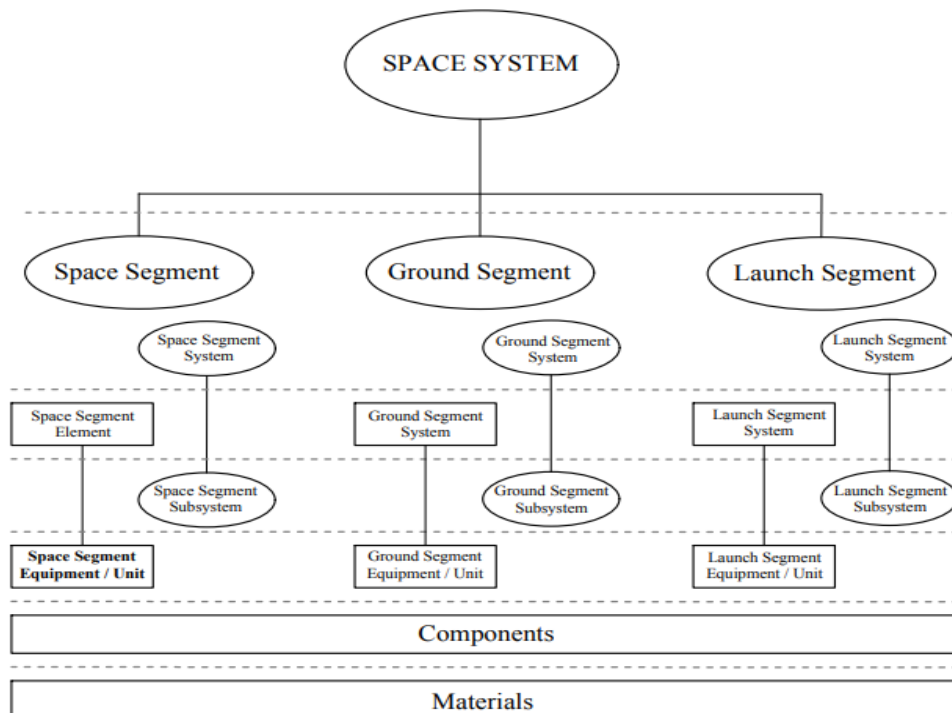 SPACE SYSTEM
Space Segment
Ground Segment
Launch Segment
Space Segment
System
Ground Segment
System
Launch Segment
System
Space Segment
Element
Ground Segment
System
Launch Segment
System
Space Segment
Subsystem
Ground Segment
Subsystem
Launch Segment
Subsystem
Space Segment
Equipment / Unit
Ground Segment
Equipment / Unit
Launch Segment
Equipment / Unit
Components
Materials